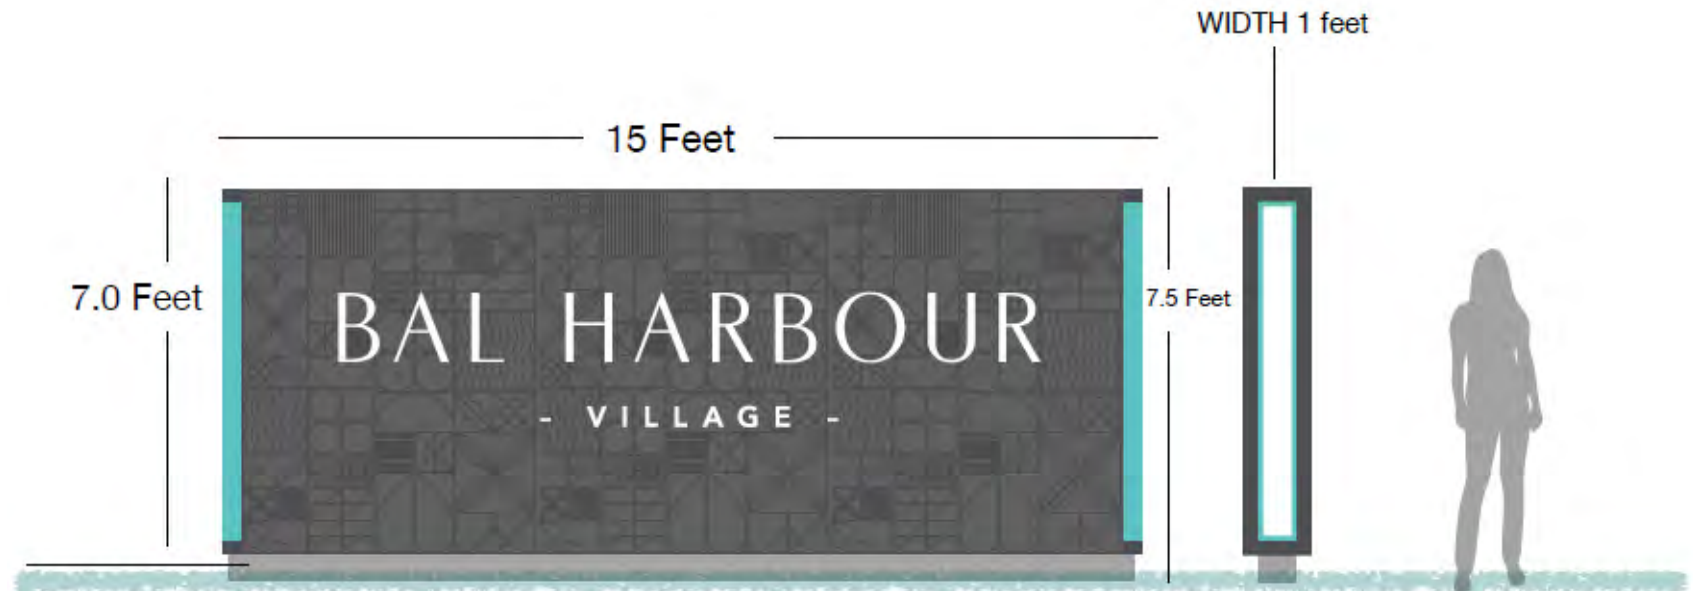 WIDTH 1 feet
15 Feet
7.0 Feet
7.5 Feet
BAL HARBOUR
- VILLAGE -